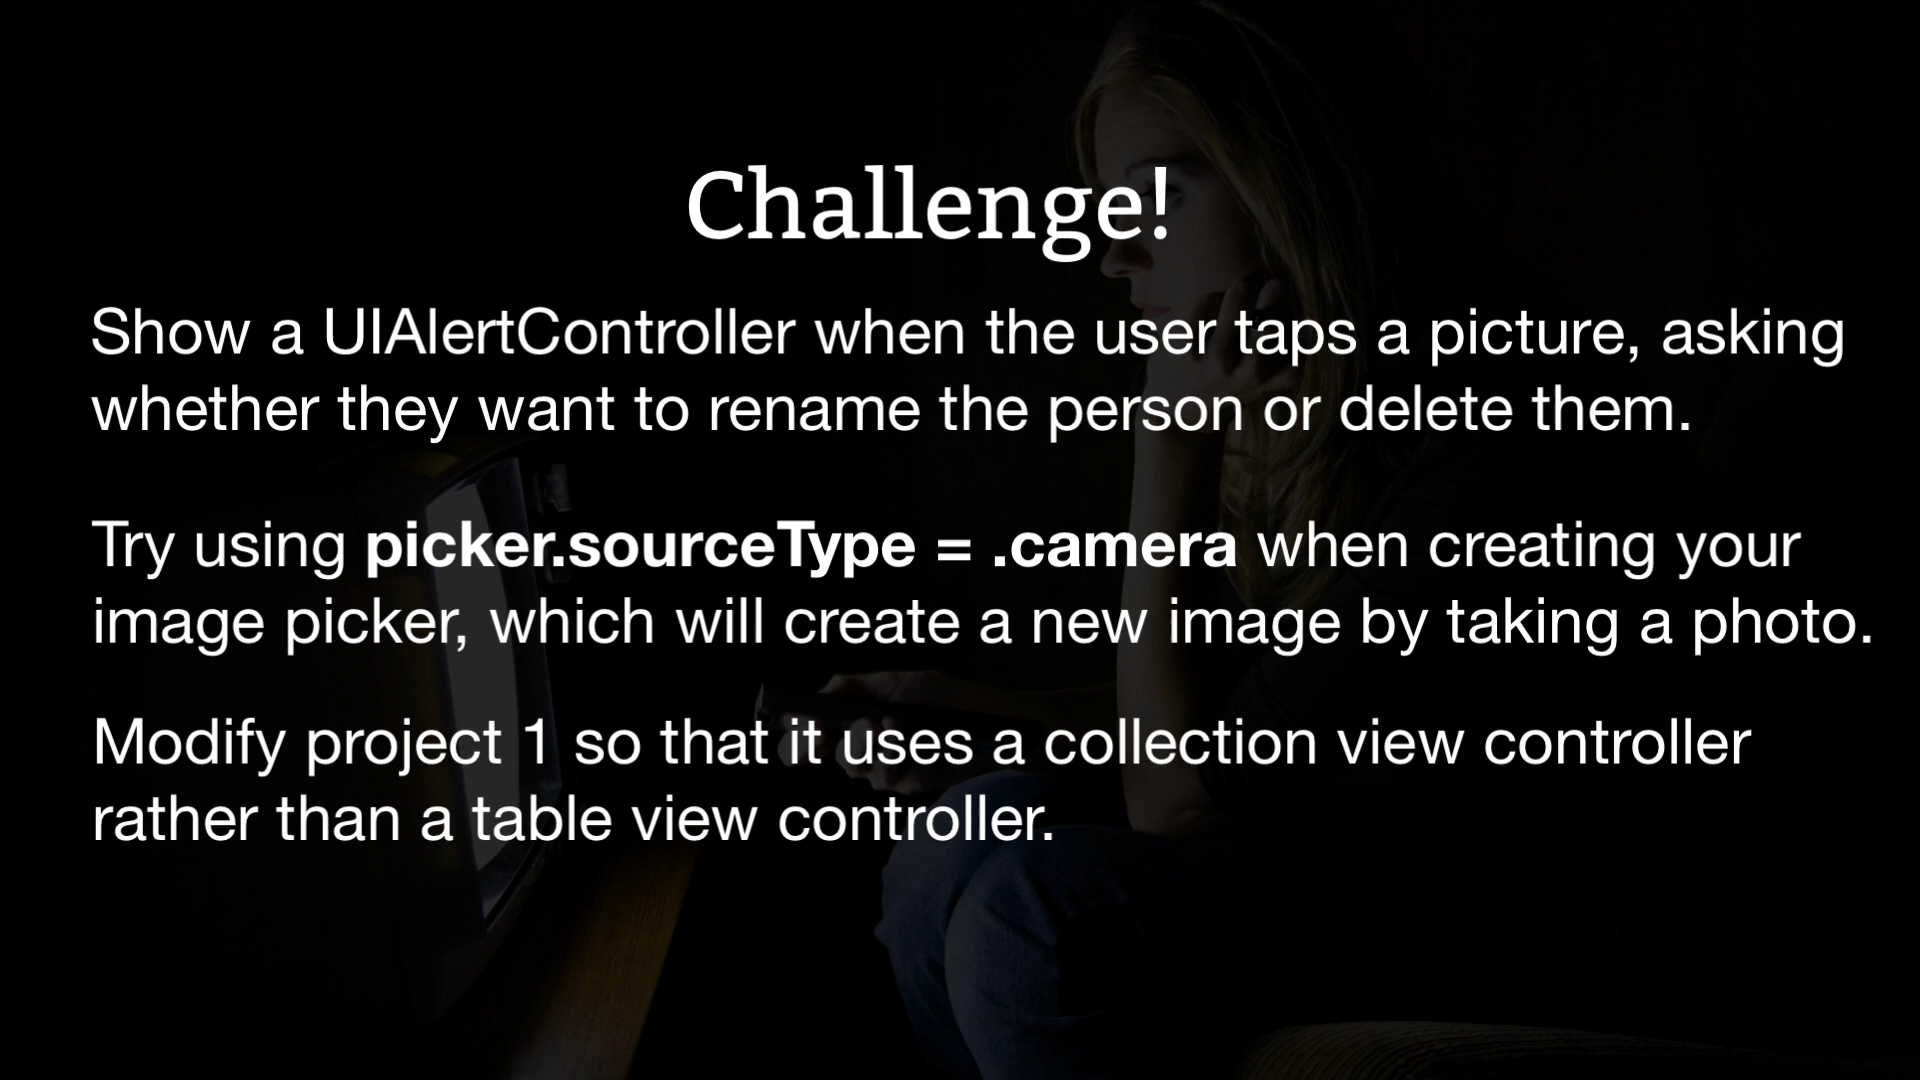 Challenge!
Show a UIAlertController when the user taps a picture, asking
whether they want to rename the person or delete them.
Try using picker.sourceType = .camera when creating your
image picker, which will create a new image by taking a photo.
Modify project 1 so that it uses a collection view controller
rather than a table view controller.